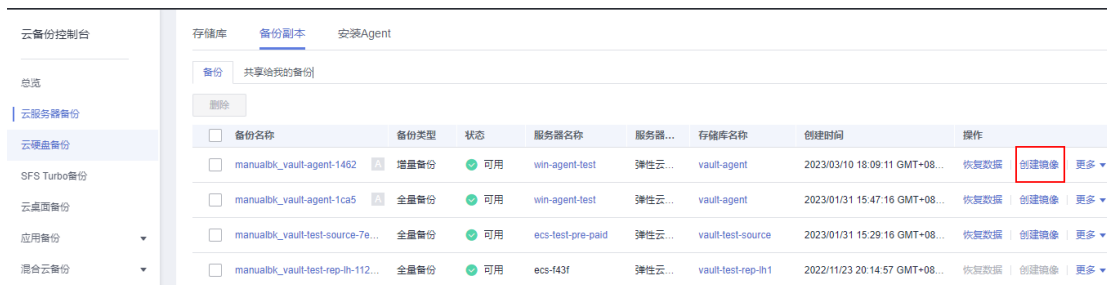 云备份控制台
总览
云服务器备份
云硬盘备份
SFS Turbo备份
云桌面备份
应用备份
混合云备份
存储库 备份副本 安装Agent
备份 共享给我的备份
删除
备份名称 备份类型 状态 服务器名称 服务器... 存储库名称 创建时间 操作
manualbk_vault-agent-1462 A 增量备份 可用 win-agent-test 弹性云... vault-agent 2023/03/10 18:09:11 GMT+08... 恢复数据 创建镜像 更多
manualbk_vault-agent-1ca5 A 全量备份 可用 win-agent-test 弹性云... vault-agent 2023/01/31 15:47:16 GMT+08... 恢复数据 创建镜像 更多
manualbk_vault-test-source-7e... 全量备份 可用 ecs-test-pre-paid 弹性云... vault-test-source 2023/01/31 15:29:16 GMT+08... 恢复数据 创建镜像 更多
manualbk_vault-test-rep-lh-112... 全量备份 可用 ecs-f43f 弹性云... vault-test-rep-lh1 2022/11/23 20:14:57 GMT+08... 恢复数据 创建镜像 更多